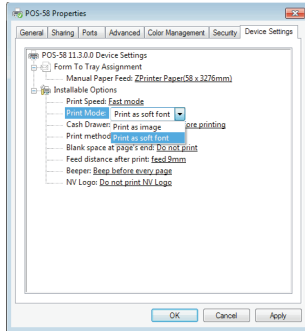 POS-58 Properties
General Sharing Ports Advanced Color Management Security Device Settings
POS-58 11.3.0.0 Device Settings
Form To Tray Assignment
Manual Paper Feed: ZPrinter Paper(58 x 3276mm)
Installable Options
Print Speed: Fast mode
Print Mode: Print as soft font
Cash Drawer: ore printing
Print as image
Print method
Print as soft font
Blank space at page's end: Do not print
Feed distance after print: feed 9mm
Beeper: Beep before every page
NV Logo: Do not print NV Logo
OK Cancel Apply